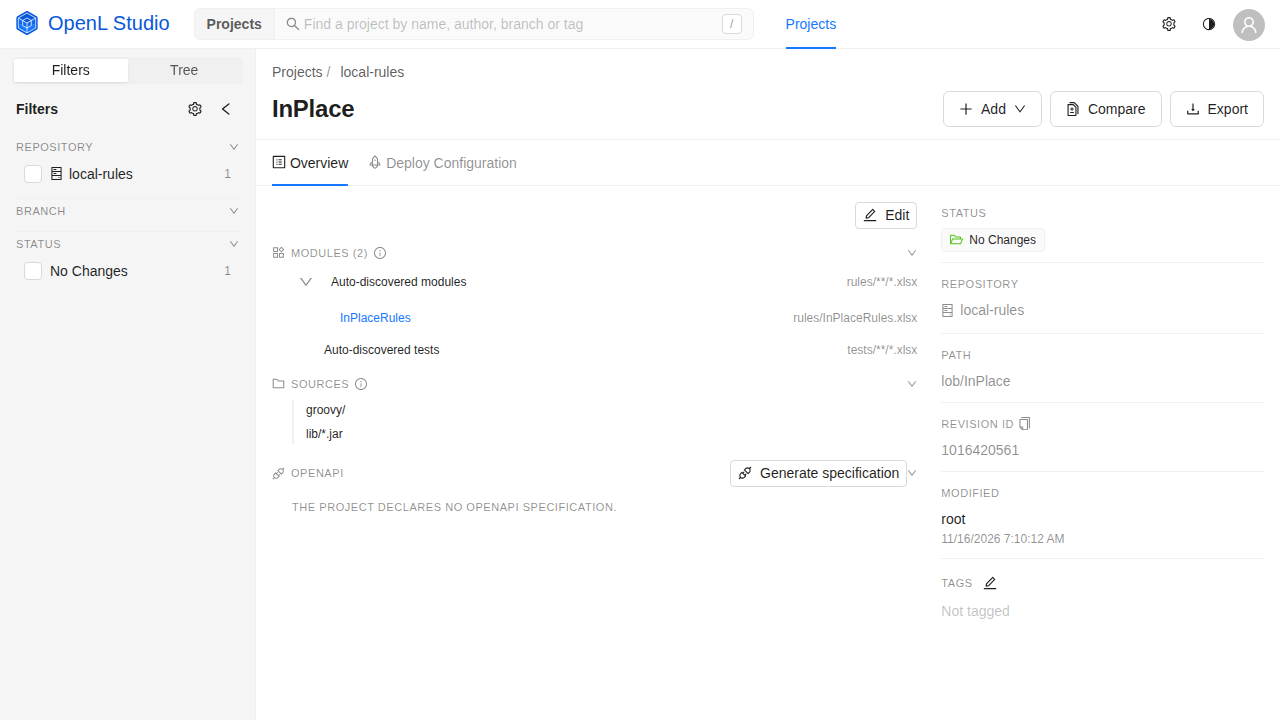 OpenL Studio
Projects
Find a project by name, author, branch or tag
/
Projects
Filters
Tree
Filters
REPOSITORY
local-rules
1
BRANCH
STATUS
No Changes
1
Projects / local-rules
InPlace
Add
Compare
Export
Overview
Deploy Configuration
Edit
MODULES (2)
Auto-discovered modules
rules/**/*.xlsx
InPlaceRules
rules/InPlaceRules.xlsx
Auto-discovered tests
tests/**/*.xlsx
SOURCES
groovy/
lib/*.jar
OPENAPI
Generate specification
THE PROJECT DECLARES NO OPENAPI SPECIFICATION.
STATUS
No Changes
REPOSITORY
local-rules
PATH
lob/InPlace
REVISION ID
1016420561
MODIFIED
root
11/16/2026 7:10:12 AM
TAGS
Not tagged